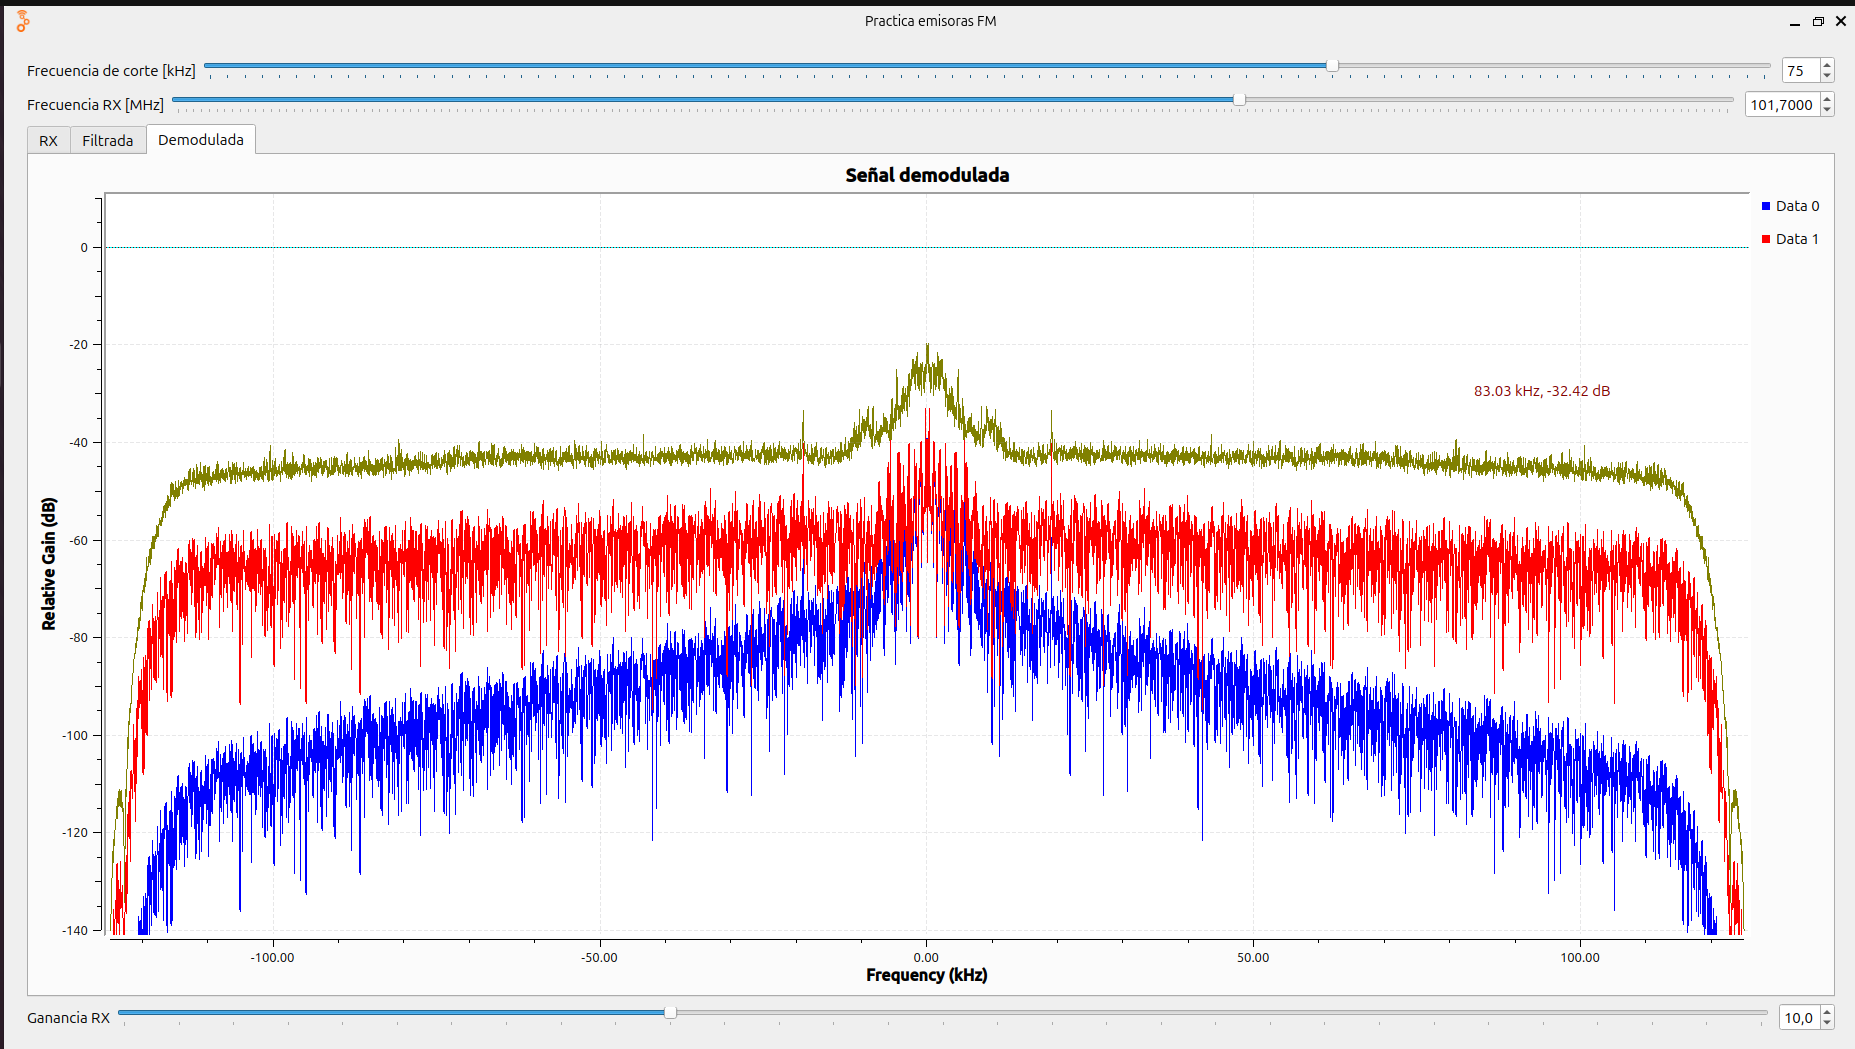 Practica emisoras FM
Frecuencia de corte [kHz]
75
Frecuencia RX [MHz]
101,7000
RX
Filtrada
Demodulada
Señal demodulada
Data 0
Data 1
0
-20
-40
-60
-80
-100
-120
-140
Relative Gain (dB)
83.03 kHz, -32.42 dB
-100.00
-50.00
0.00
50.00
100.00
Frequency (kHz)
Ganancia RX
10,0